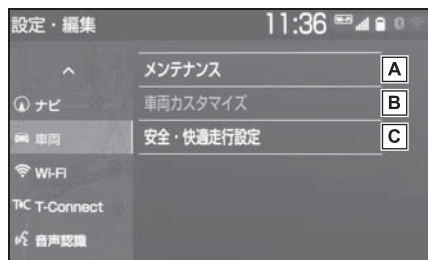 設定・編集
11:36
メンテナンス A
ナビ
車両カスタマイズ B
車両
安全・快適走行設定 C
Wi-Fi
T-Connect
音声認識